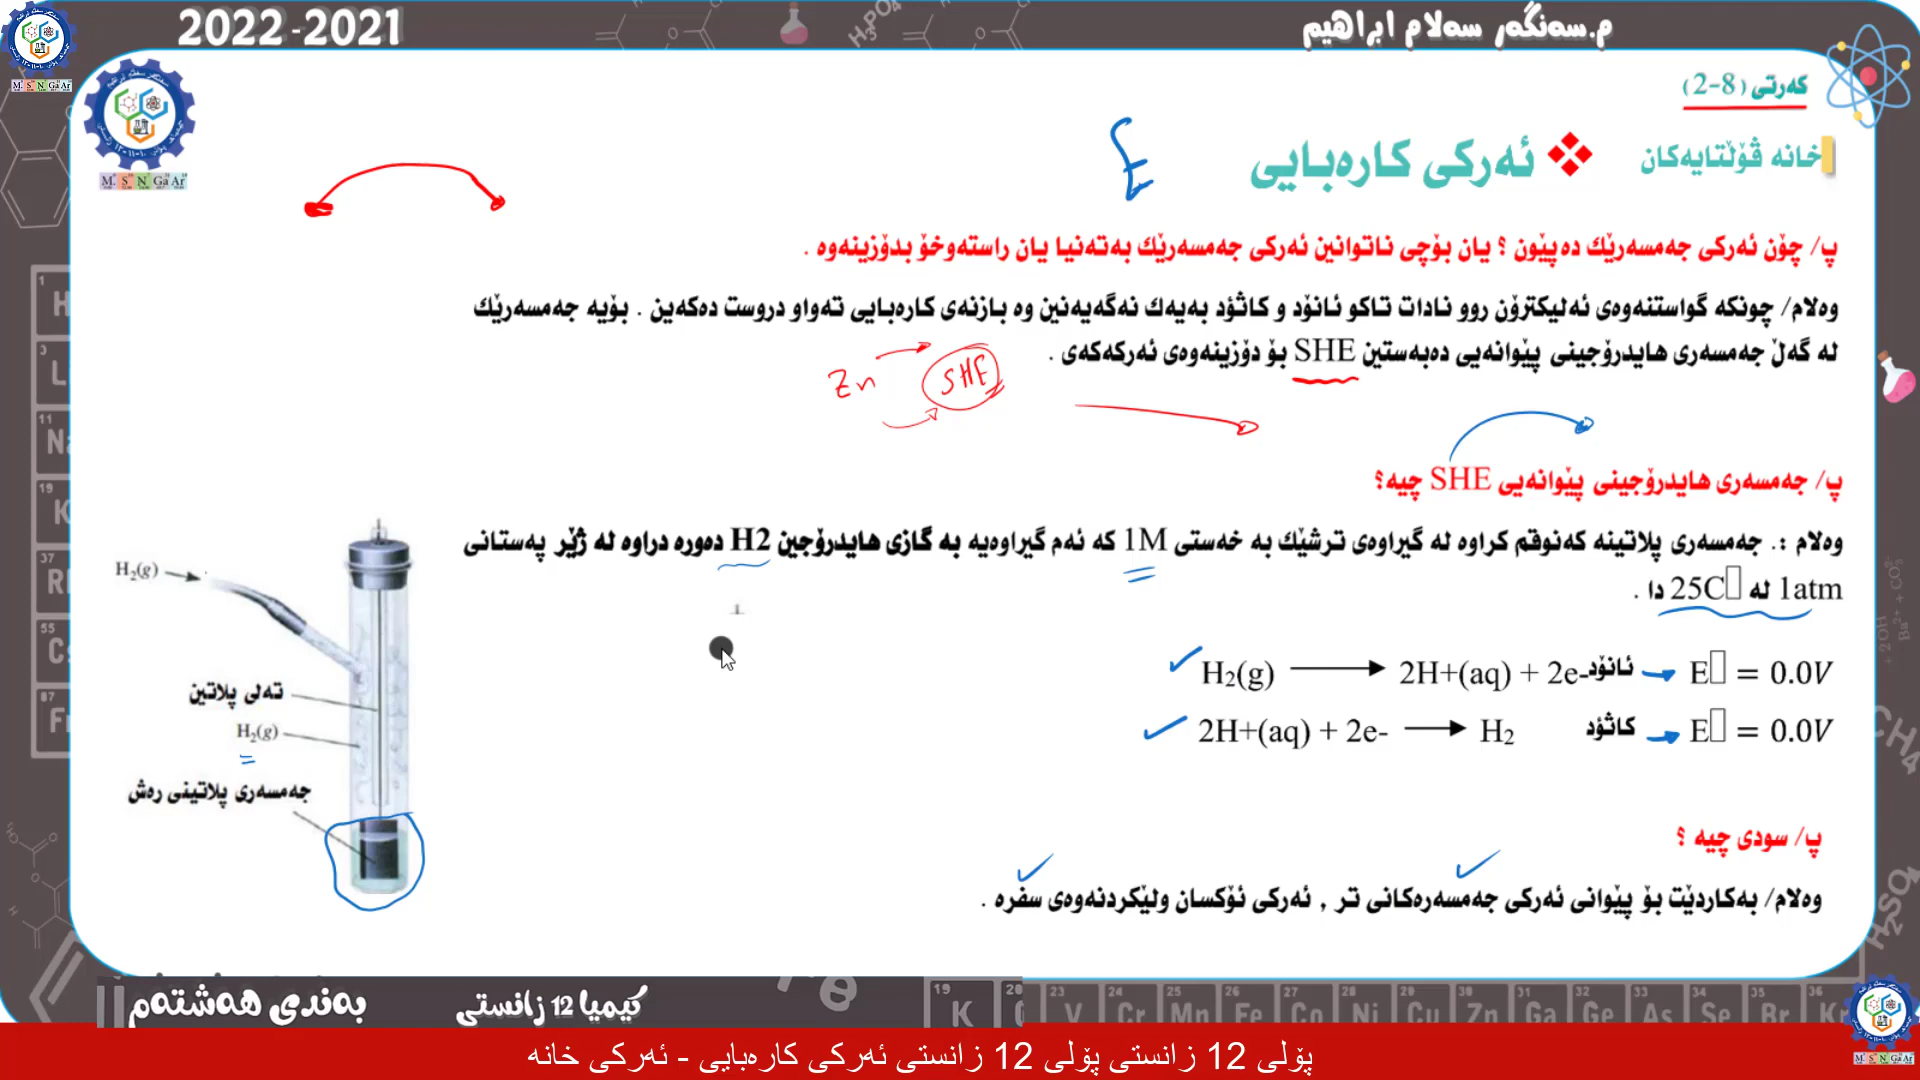 2022 -2021
م.سەنگەر سەلام ابراهیم
کەرتی (8-2)
خانە ڤۆڵتایەکان
ئەرکی کارەبایی
E
پ/ چۆن ئەرکی جەمسەرێك دەپێون ؟ یان بۆچی ناتوانین ئەرکی جەمسەرێك بەتەنیا یان راستەوخۆ بدۆزینەوە .
وەلام/ چونکە گواستنەوەی ئەلیکترۆن روو نادات تاکو ئانۆد و کاثۆد بەیەك نەگەیەنین وە بازنەی کارەبایی تەواو دروست دەکەین . بۆیە جەمسەرێك
لە گەڵ جەمسەری هایدرۆجینی پێوانەیی دەبەستین SHE بۆ دۆزینەوەی ئەرکەکەی .
Zn SHE
پ/ جەمسەری هایدرۆجینی پێوانەیی SHE چیە؟
وەلام :. جەمسەری پلاتینە کەنوقم کراوە لە گیراوەی ترشێك بە خەستی 1M کە ئەم گیراوەیە بە گازی هایدرۆجین H2 دەورە دراوە لە ژێر پەستانی
1atm لە 25C دا .
H2(g) ⟶ 2H+(aq) + 2e- ئانۆد E = 0.0V
2H+(aq) + 2e- ⟶ H2 کاثۆد E = 0.0V
H2(g)
تەلی پلاتین
H2(g)
جەمسەری پلاتینی رەش
پ/ سودی چیە ؟
وەلام/ بەکاردێت بۆ پێوانی ئەرکی جەمسەرەکانی تر , ئەرکی ئۆکسان ولێکردنەوەی سفرە .
بەندی هەشتەم
کیمیا 12 زانستی
پۆلی 12 زانستی پۆلی 12 زانستی ئەرکی کارەبایی - ئەرکی خانە